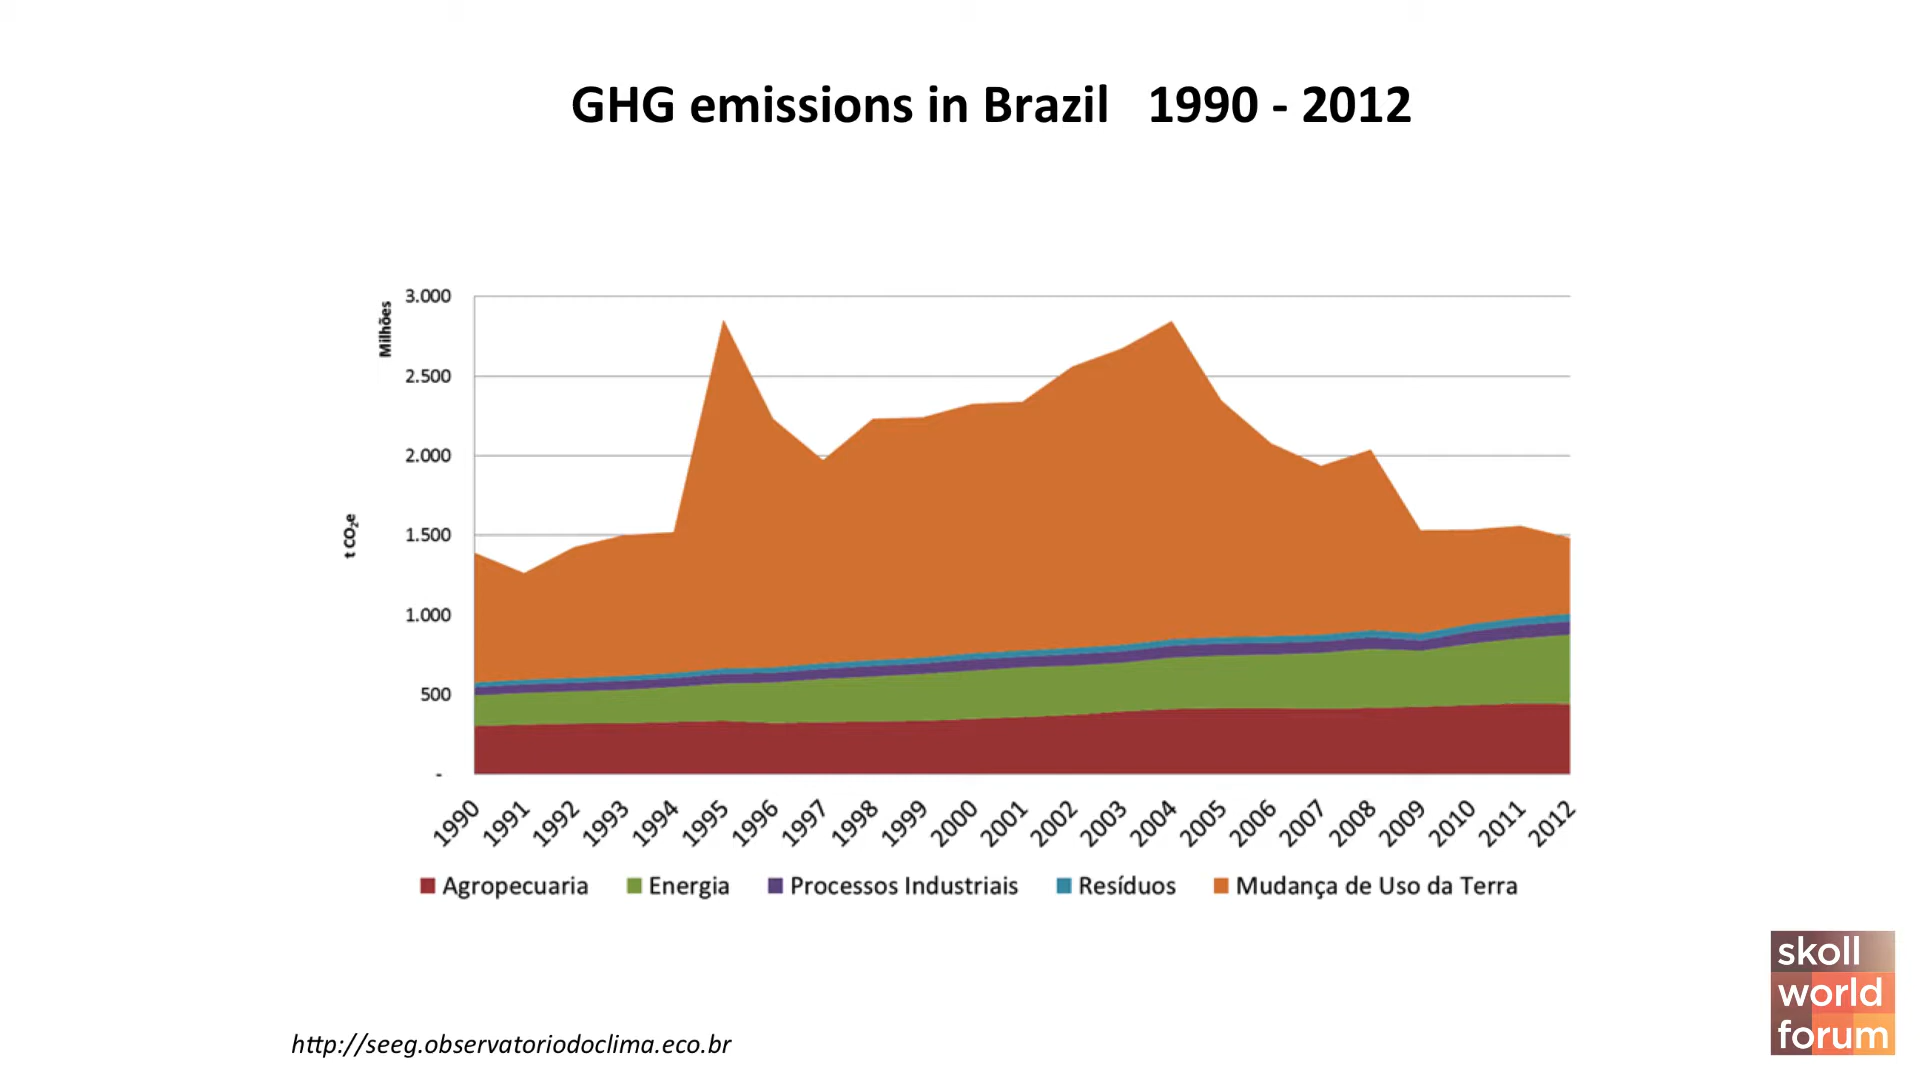 GHG emissions in Brazil 1990 - 2012
Milhões
t CO₂e
3.000
2.500
2.000
1.500
1.000
500
-
1990 1991 1992 1993 1994 1995 1996 1997 1998 1999 2000 2001 2002 2003 2004 2005 2006 2007 2008 2009 2010 2011 2012
Agropecuaria Energia Processos Industriais Resíduos Mudança de Uso da Terra
skoll
world
forum
http://seeg.observatoriodoclima.eco.br